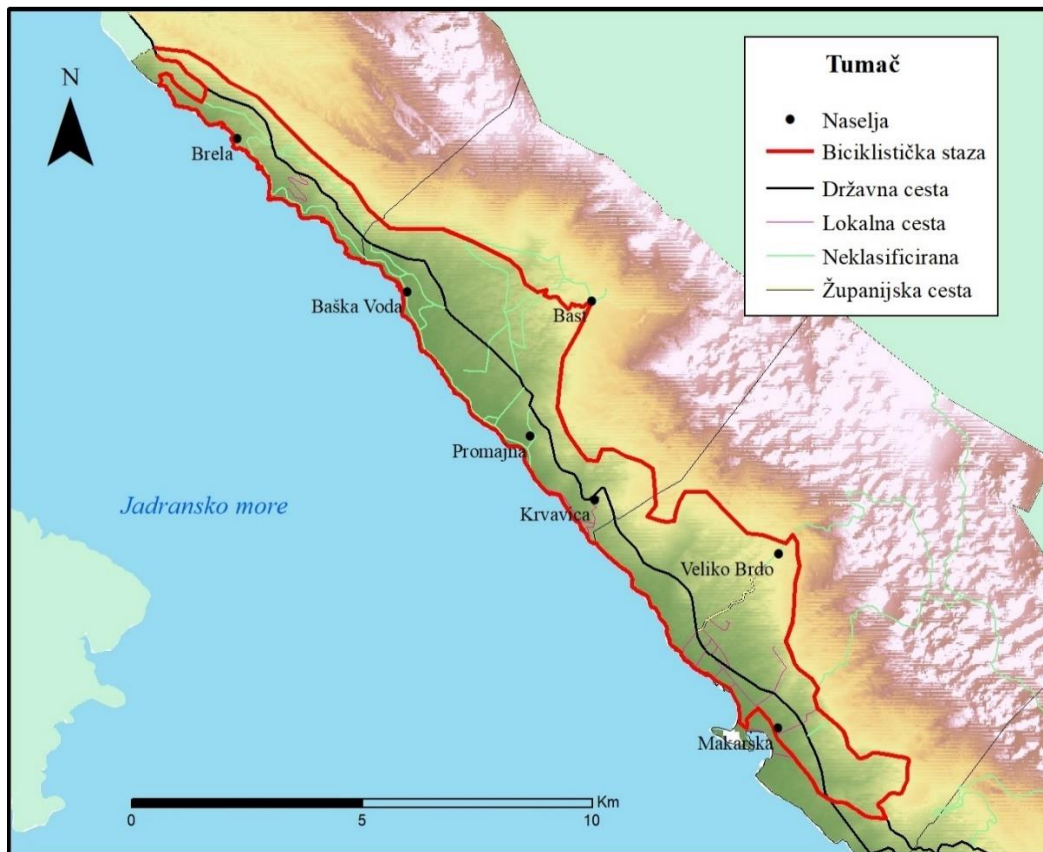 Tumač
Naselja
Biciklistička staza
Državna cesta
Lokalna cesta
Neklasificirana
Županijska cesta
N
Brela
Baška Voda
Bast
Promajna
Krvavica
Jadransko more
Veliko Brdo
Makarska
Km
0 5 10